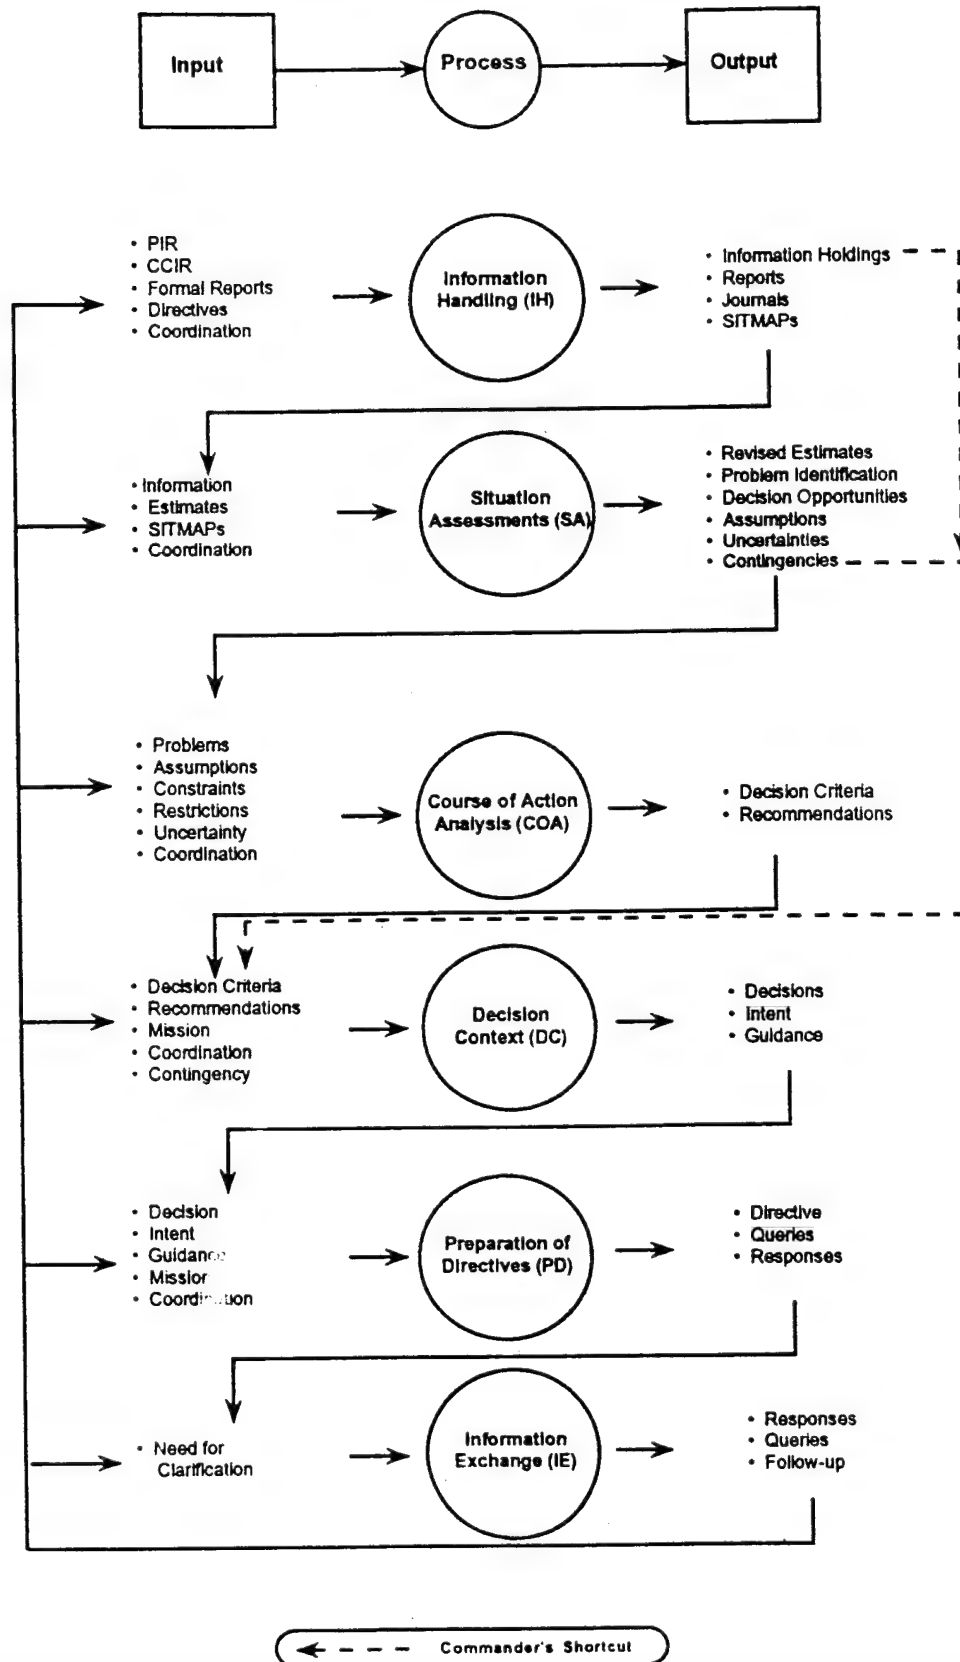 Input
Process
Output
• PIR
• CCIR
• Formal Reports
• Directives
• Coordination
Information
Handling (IH)
• Information Holdings
• Reports
• Journals
• SITMAPs
• Information
• Estimates
• SITMAPs
• Coordination
Situation
Assessments (SA)
• Revised Estimates
• Problem Identification
• Decision Opportunities
• Assumptions
• Uncertainties
• Contingencies
• Problems
• Assumptions
• Constraints
• Restrictions
• Uncertainty
• Coordination
Course of Action
Analysis (COA)
• Decision Criteria
• Recommendations
• Decision Criteria
• Recommendations
• Mission
• Coordination
• Contingency
Decision
Context (DC)
• Decisions
• Intent
• Guidance
• Decision
• Intent
• Guidance
• Mission
• Coordination
Preparation of
Directives (PD)
• Directive
• Queries
• Responses
• Need for
Clarification
Information
Exchange (IE)
• Responses
• Queries
• Follow-up
Commander's Shortcut